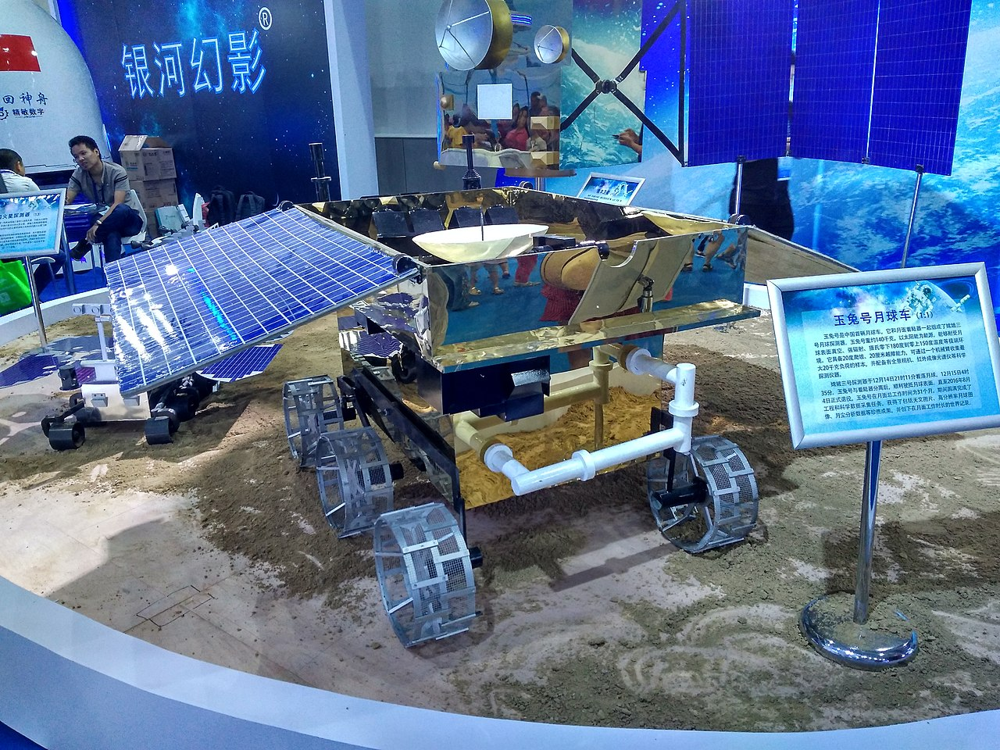 银河幻影®
回神舟
精敏数字
火星探测器 (1:3)
玉兔号月球车 (1:1)
玉兔号是中国首辆月球车，它和月面着陆器一起组成了嫦娥三
号月球探测器。玉兔号重约140千克，以太阳能为能源，能够耐受月
球表面真空、强辐射、摄氏零下180度到零上150度温度等极端环
境。它具备20度爬坡、20厘米越障能力，可通过一个机械臂收集最
大20千克负荷的样本，并配备有全景相机、红外成像光谱仪等科学
探测仪器。
嫦娥三号探测器于12月14日21时11分着落月球，12月15日4时
35分，玉兔号与着陆器分离后，顺利驶抵月球表面，直至2016年8月
4日正式退役。玉兔号在月面总工作时间为31个月，期间圆满完成了
工程和科学数据采集任务，获得了包括天文照片、高分辨率月球图
像、月尘分析数据等珍贵成果，并创下在月面工作时长的世界记录。